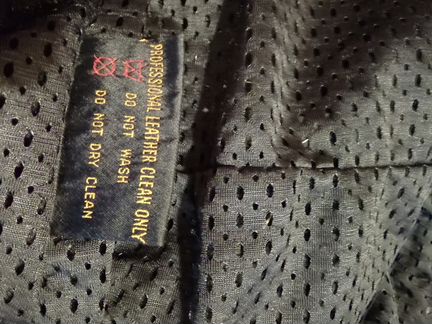 PROFESSIONAL LEATHER CLEAN ONLY
DO NOT WASH
DO NOT DRY CLEAN